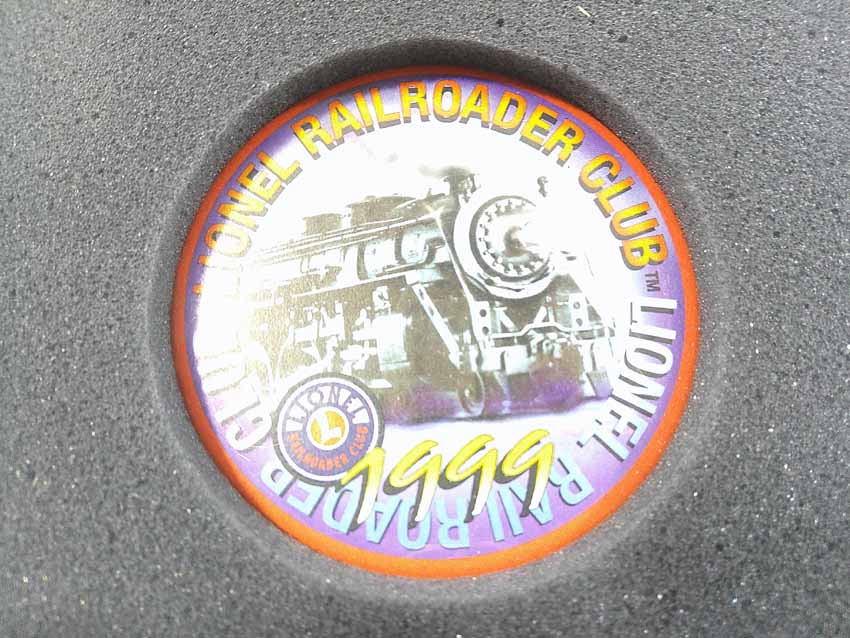 LIONEL RAILROADER CLUB™
LIONEL RAILROADER CLUB
LIONEL
L
RAILROADER CLUB
1999